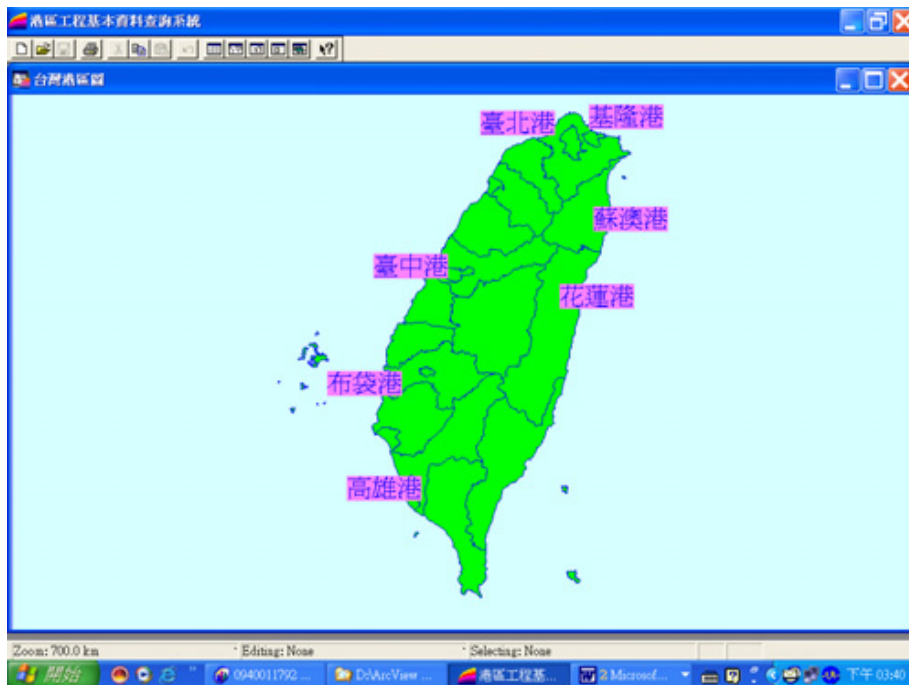 港區工程基本資料查詢系統
台灣港區圖
臺北港
基隆港
蘇澳港
臺中港
花蓮港
布袋港
高雄港
Zoom: 700.0 km
Editing: None
Selecting: None
開始
0940011792 ...
D:\ArcView ...
港區工程基...
2 Microsof...
下午 03:40